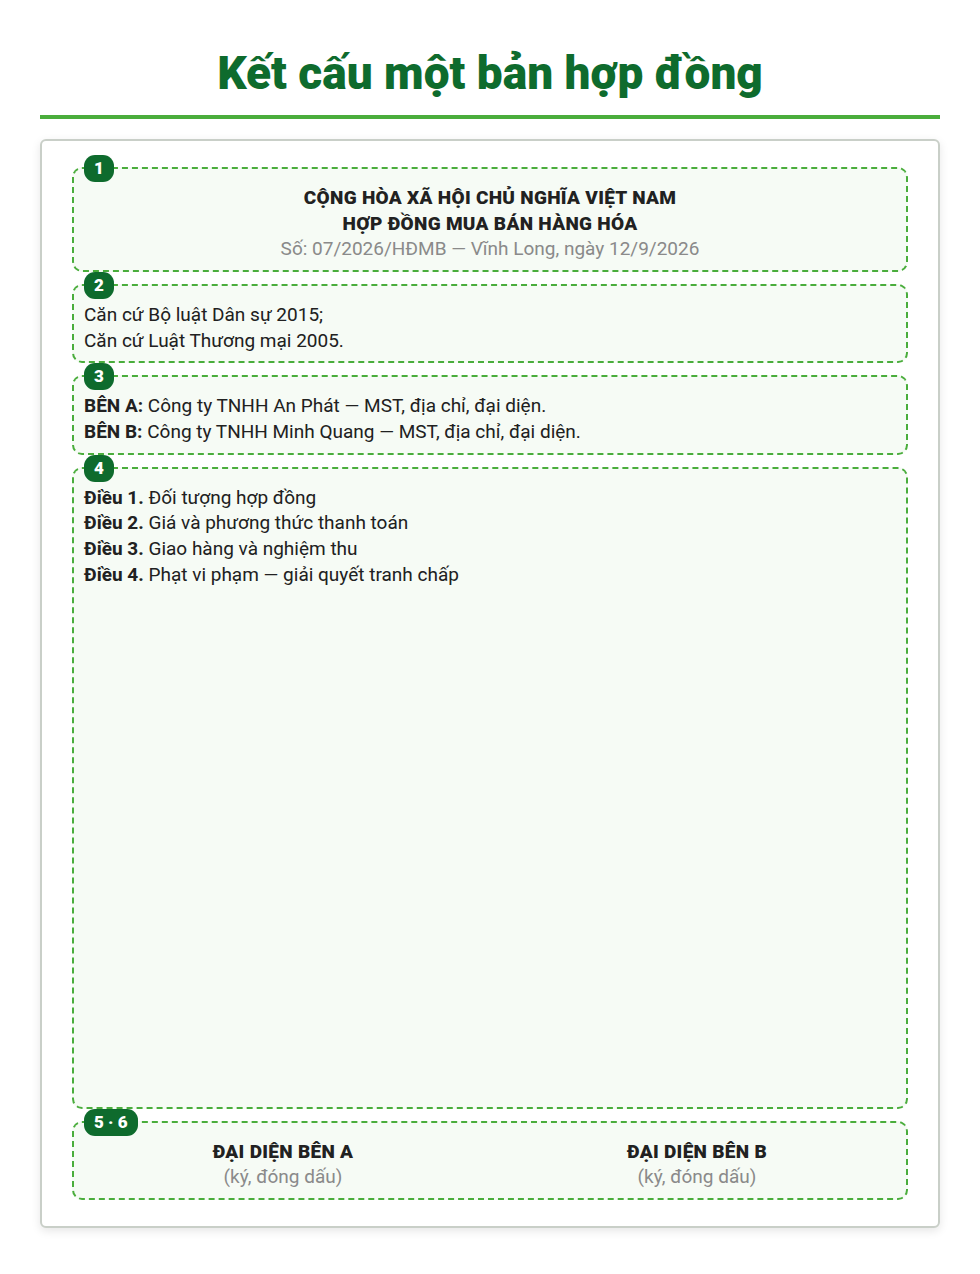 Kết cấu một bản hợp đồng
1
CỘNG HÒA XÃ HỘI CHỦ NGHĨA VIỆT NAM
HỢP ĐỒNG MUA BÁN HÀNG HÓA
Số: 07/2026/HĐMB — Vĩnh Long, ngày 12/9/2026
2
Căn cứ Bộ luật Dân sự 2015;
Căn cứ Luật Thương mại 2005.
3
BÊN A: Công ty TNHH An Phát — MST, địa chỉ, đại diện.
BÊN B: Công ty TNHH Minh Quang — MST, địa chỉ, đại diện.
4
Điều 1. Đối tượng hợp đồng
Điều 2. Giá và phương thức thanh toán
Điều 3. Giao hàng và nghiệm thu
Điều 4. Phạt vi phạm — giải quyết tranh chấp
5 · 6
ĐẠI DIỆN BÊN A
(ký, đóng dấu)
ĐẠI DIỆN BÊN B
(ký, đóng dấu)